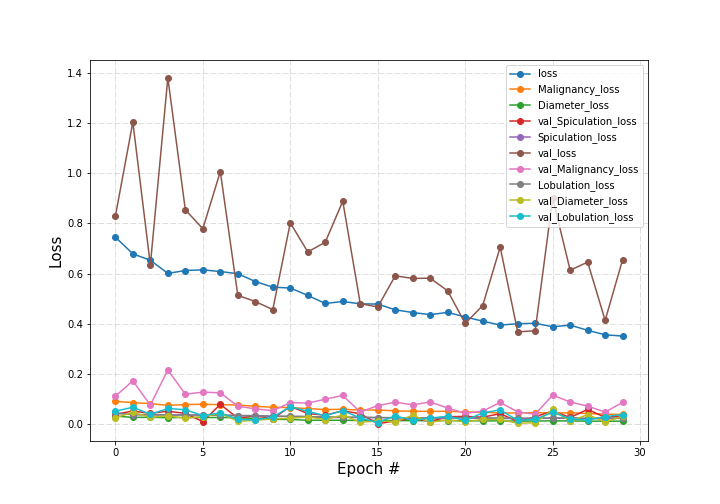 1.4
1.2
1.0
0.8
0.6
0.4
0.2
0.0
Loss
0
5
10
15
20
25
30
Epoch #
loss
Malignancy_loss
Diameter_loss
val_Spiculation_loss
Spiculation_loss
val_loss
val_Malignancy_loss
Lobulation_loss
val_Diameter_loss
val_Lobulation_loss